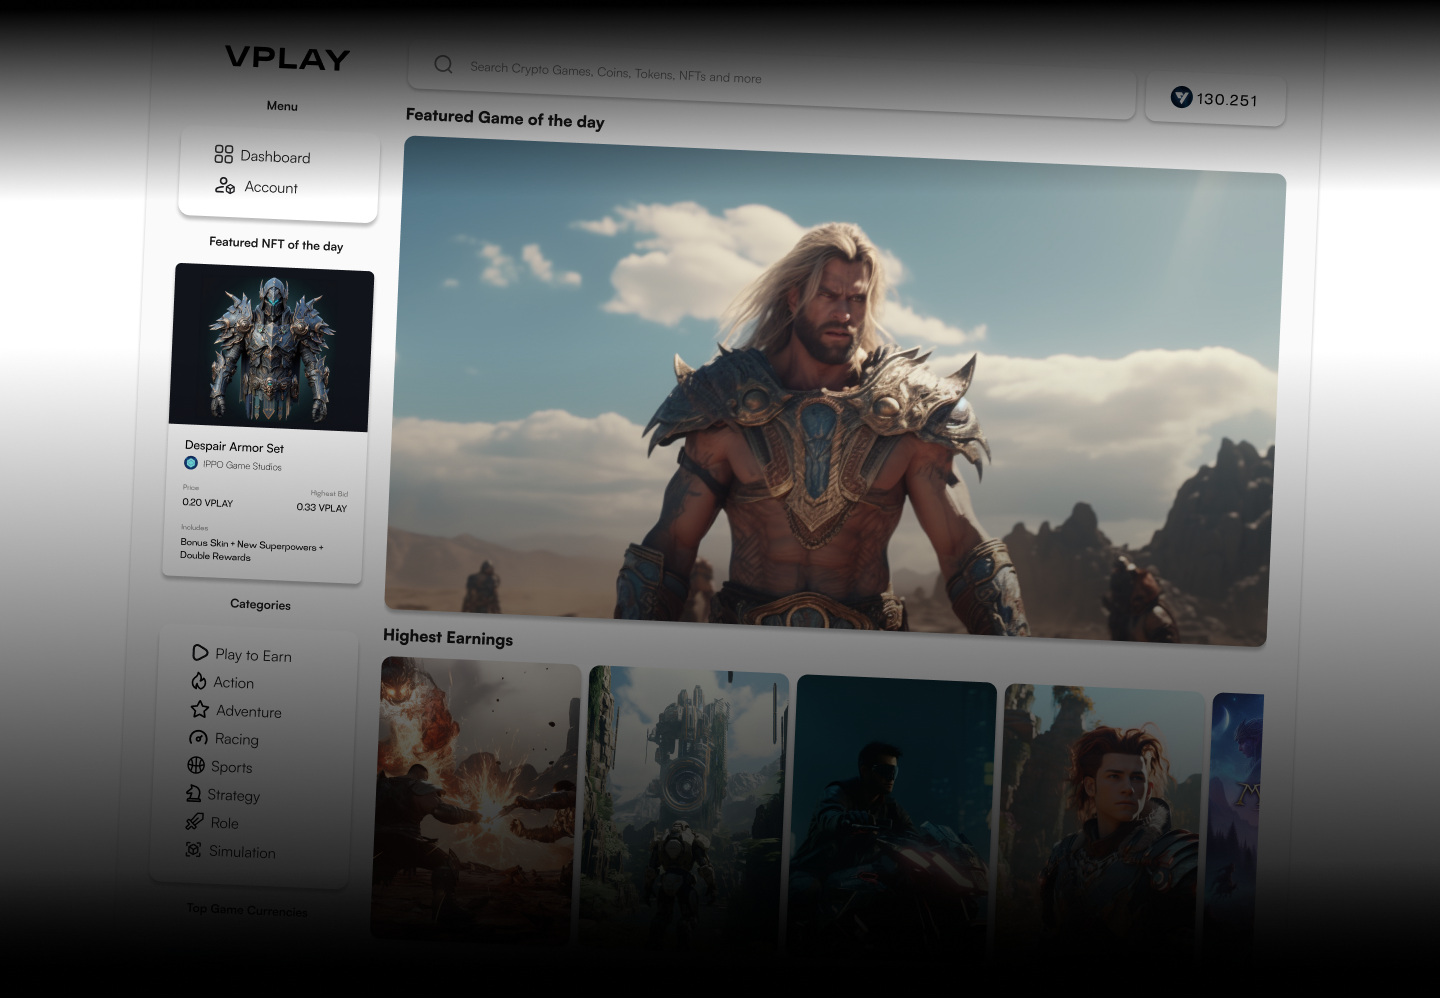 VPLAY
Search Crypto Games, Coins, Tokens, NFTs and more
130.251
Menu
Dashboard
Account
Featured NFT of the day
Despair Armor Set
IPPO Game Studios
Price
Highest Bid
0.20 VPLAY
0.33 VPLAY
Includes
Bonus Skin + New Superpowers +
Double Rewards
Categories
Play to Earn
Action
Adventure
Racing
Sports
Strategy
Role
Simulation
Top Game Currencies
Featured Game of the day
Highest Earnings
M